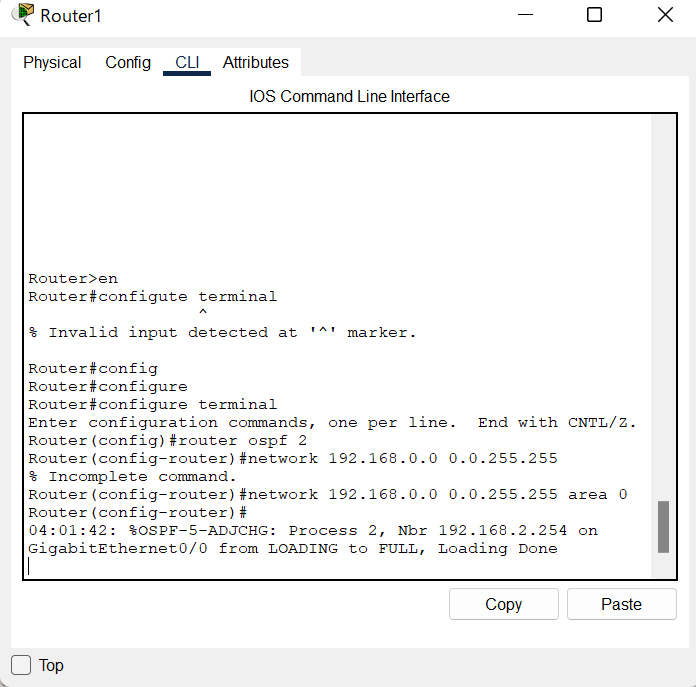 Router1
Physical Config CLI Attributes
IOS Command Line Interface
Router>en
Router#configute terminal
^
% Invalid input detected at '^' marker.
Router#config
Router#configure
Router#configure terminal
Enter configuration commands, one per line.  End with CNTL/Z.
Router(config)#router ospf 2
Router(config-router)#network 192.168.0.0 0.0.255.255
% Incomplete command.
Router(config-router)#network 192.168.0.0 0.0.255.255 area 0
Router(config-router)#
04:01:42: %OSPF-5-ADJCHG: Process 2, Nbr 192.168.2.254 on
GigabitEthernet0/0 from LOADING to FULL, Loading Done
Copy Paste
Top